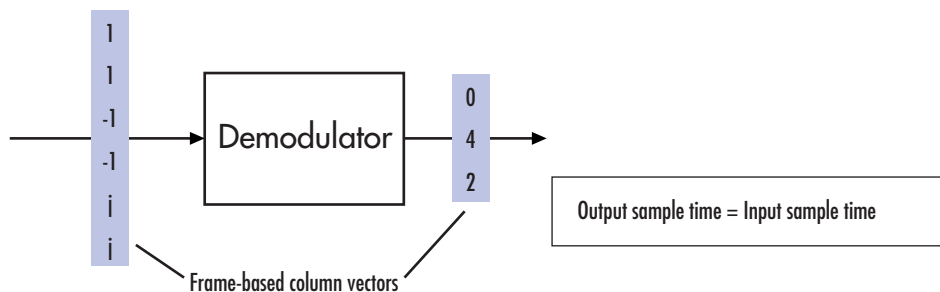 1
1
-1
-1
i
i
Demodulator
0
4
2
Output sample time = Input sample time
Frame-based column vectors